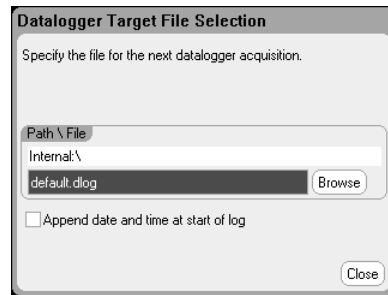 Datalogger Target File Selection
Specify the file for the next datalogger acquisition.
Path \ File
Internal:\
default.dlog
Browse
Append date and time at start of log
Close